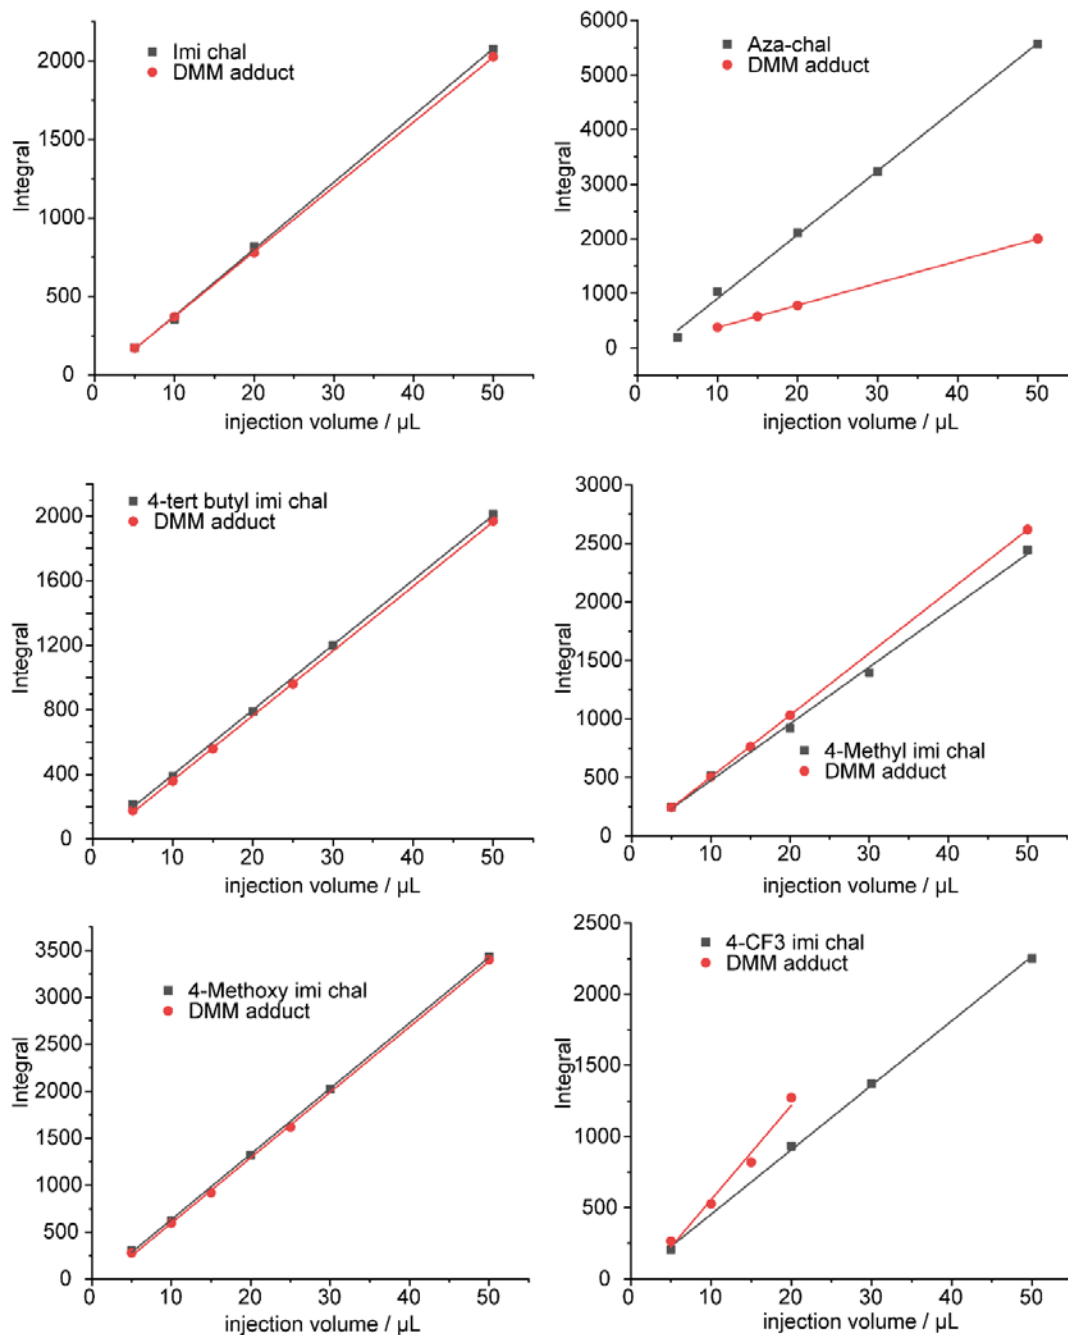 Imi chal
DMM adduct
2000
1500
1000
500
0
Integral
0 10 20 30 40 50
injection volume / µL
Aza-chal
DMM adduct
6000
5000
4000
3000
2000
1000
0
Integral
0 10 20 30 40 50
injection volume / µL
4-tert butyl imi chal
DMM adduct
2000
1600
1200
800
400
0
Integral
0 10 20 30 40 50
injection volume / µL
3000
2500
2000
1500
1000
500
0
Integral
4-Methyl imi chal
DMM adduct
0 10 20 30 40 50
injection volume / µL
4-Methoxy imi chal
DMM adduct
3500
3000
2500
2000
1500
1000
500
0
Integral
0 10 20 30 40 50
injection volume / µL
4-CF3 imi chal
DMM adduct
2500
2000
1500
1000
500
0
Integral
0 10 20 30 40 50
injection volume / µL